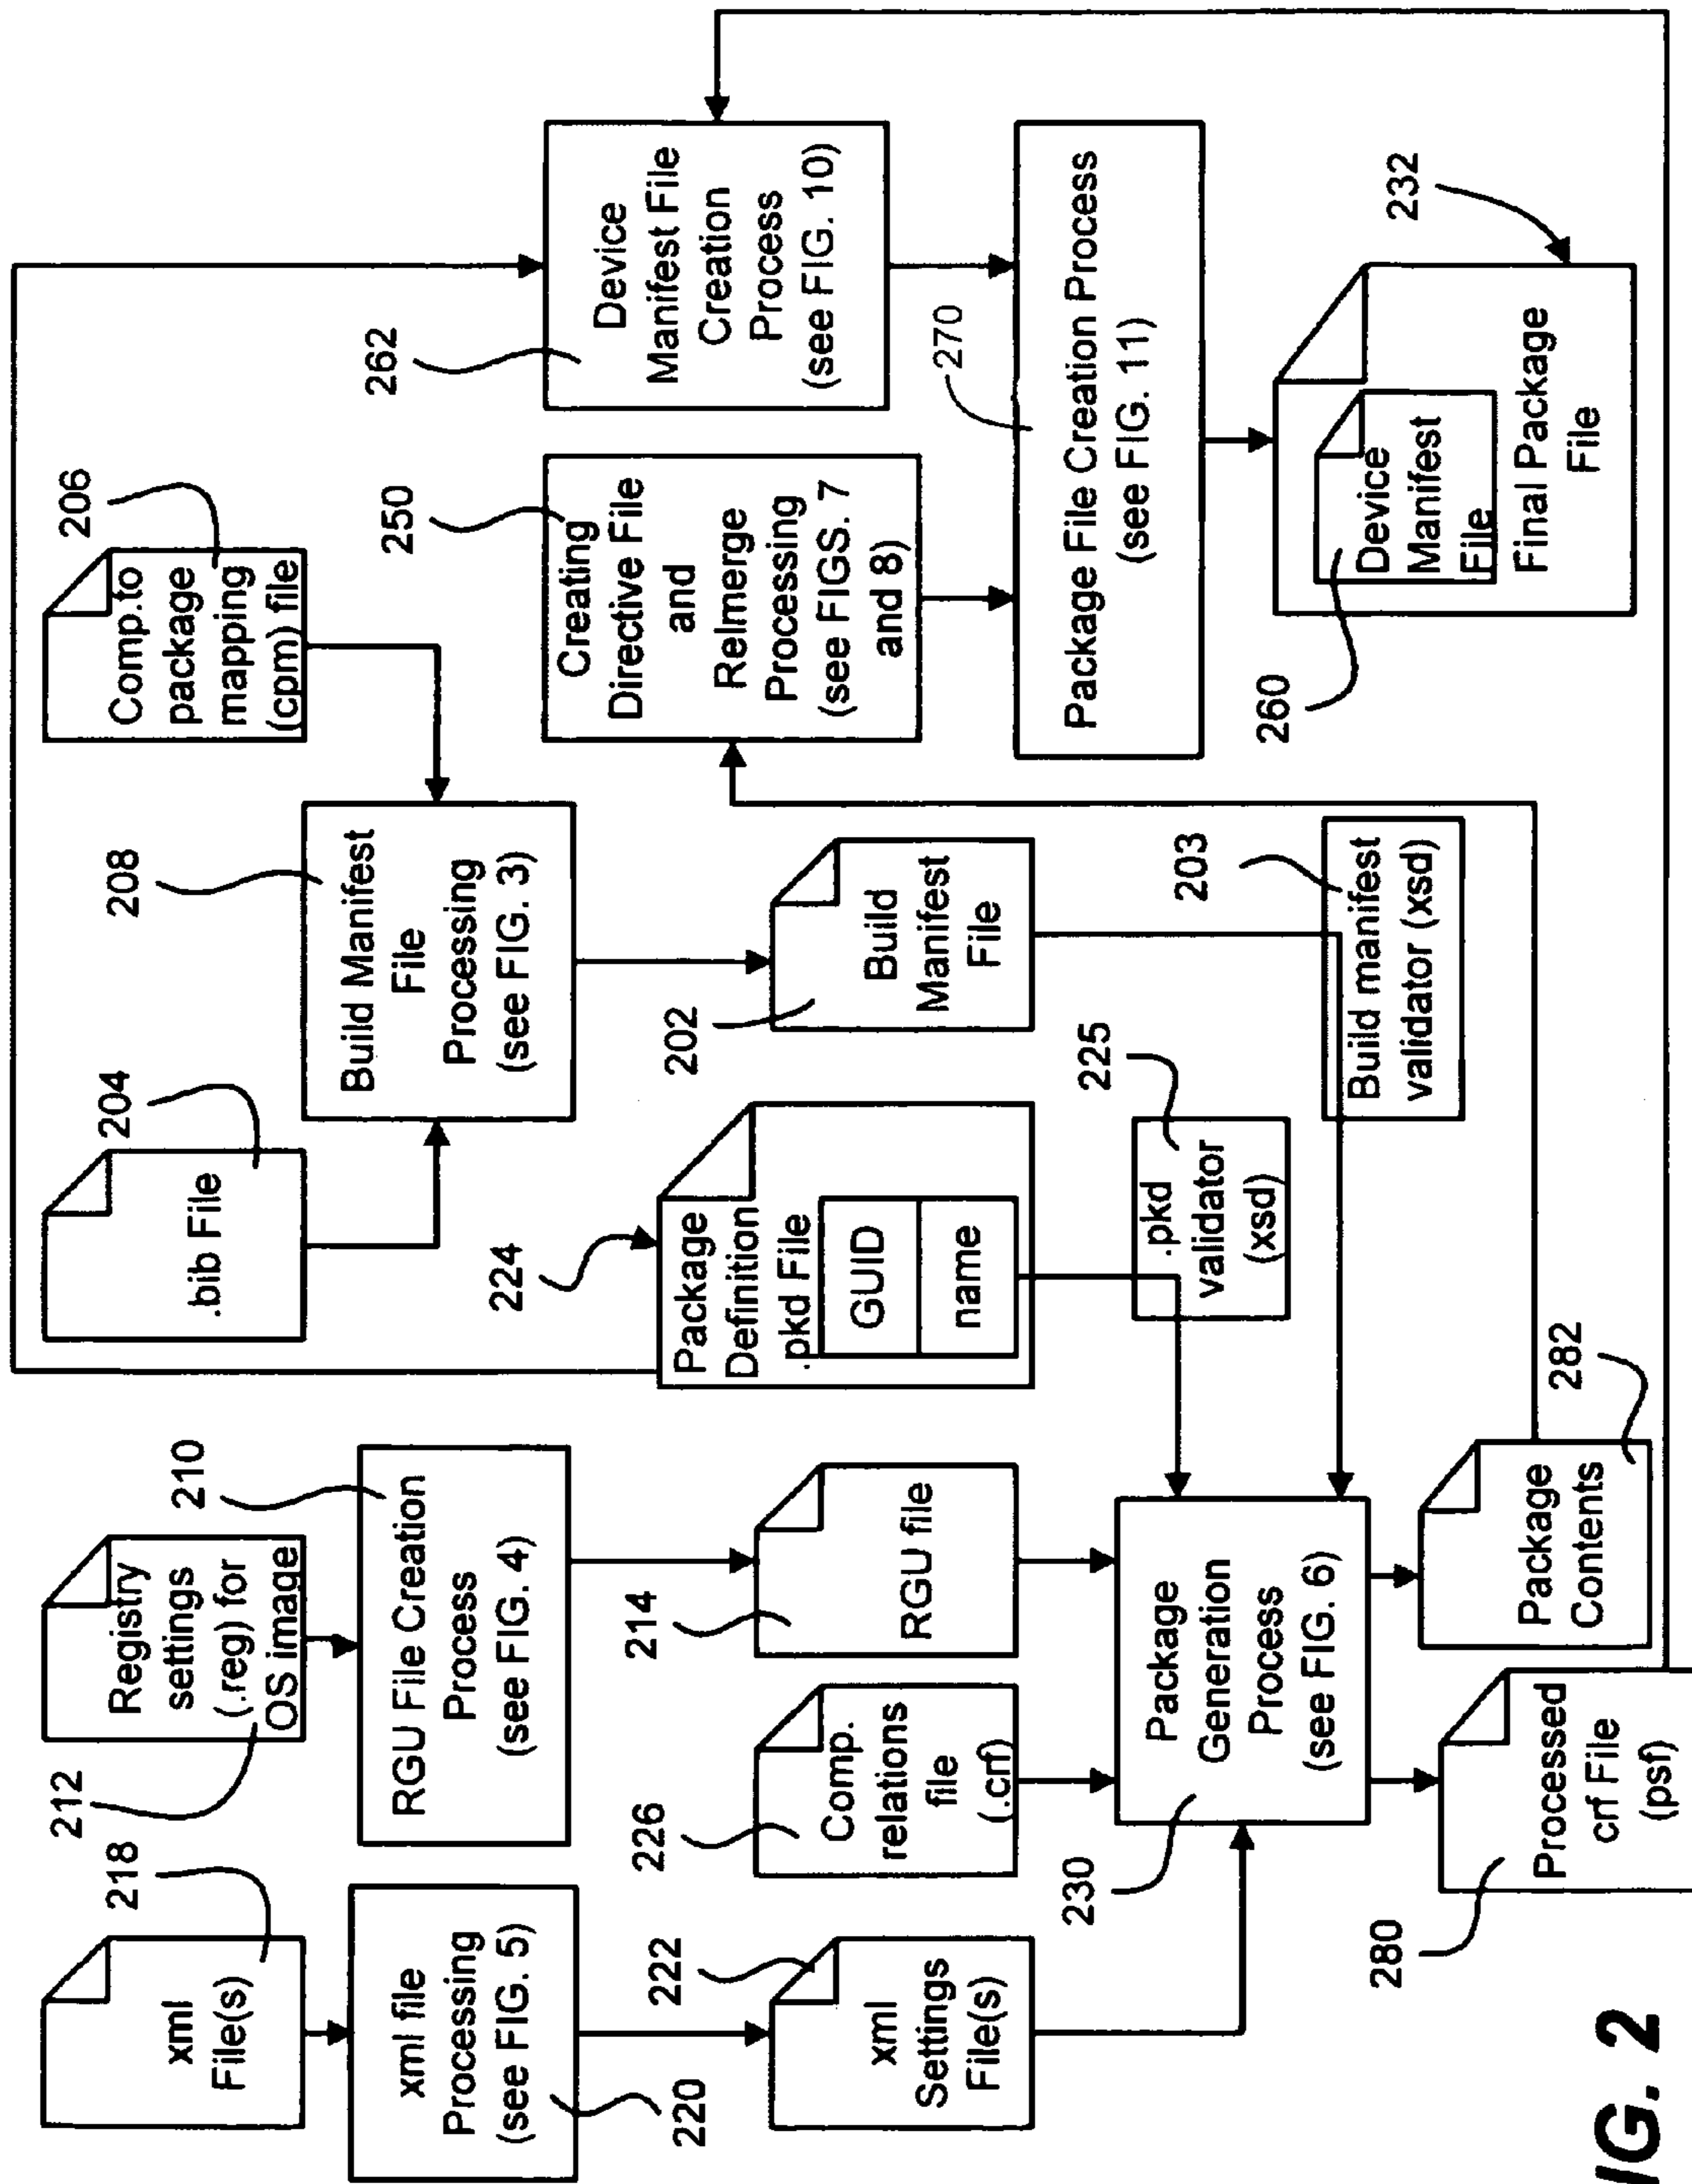 xml
File(s)
218
xml file
Processing
(see FIG. 5)
220
xml
Settings
File(s)
222
Registry
settings
(.reg) for
OS image
212
RGU File Creation
Process
(see FIG. 4)
210
RGU file
214
Comp.
relations
file
(.crf)
226
.bib File
204
Comp.to
package
mapping
(cpm) file
206
Build Manifest
File
Processing
(see FIG. 3)
208
Build
Manifest
File
202
Package
Definition
.pkd File
GUID
name
224
.pkd
validator
(xsd)
225
Build manifest
validator (xsd)
203
Package
Generation
Process
(see FIG. 6)
230
Processed
crf File
(psf)
280
Package
Contents
282
Creating
Directive File
and
Relmerge
Processing
(see FIGS. 7
and 8)
250
Device
Manifest File
Creation
Process
(see FIG. 10)
262
Package File Creation Process
(see FIG. 11)
270
Device
Manifest
File
260
Final Package
File
232
IG. 2